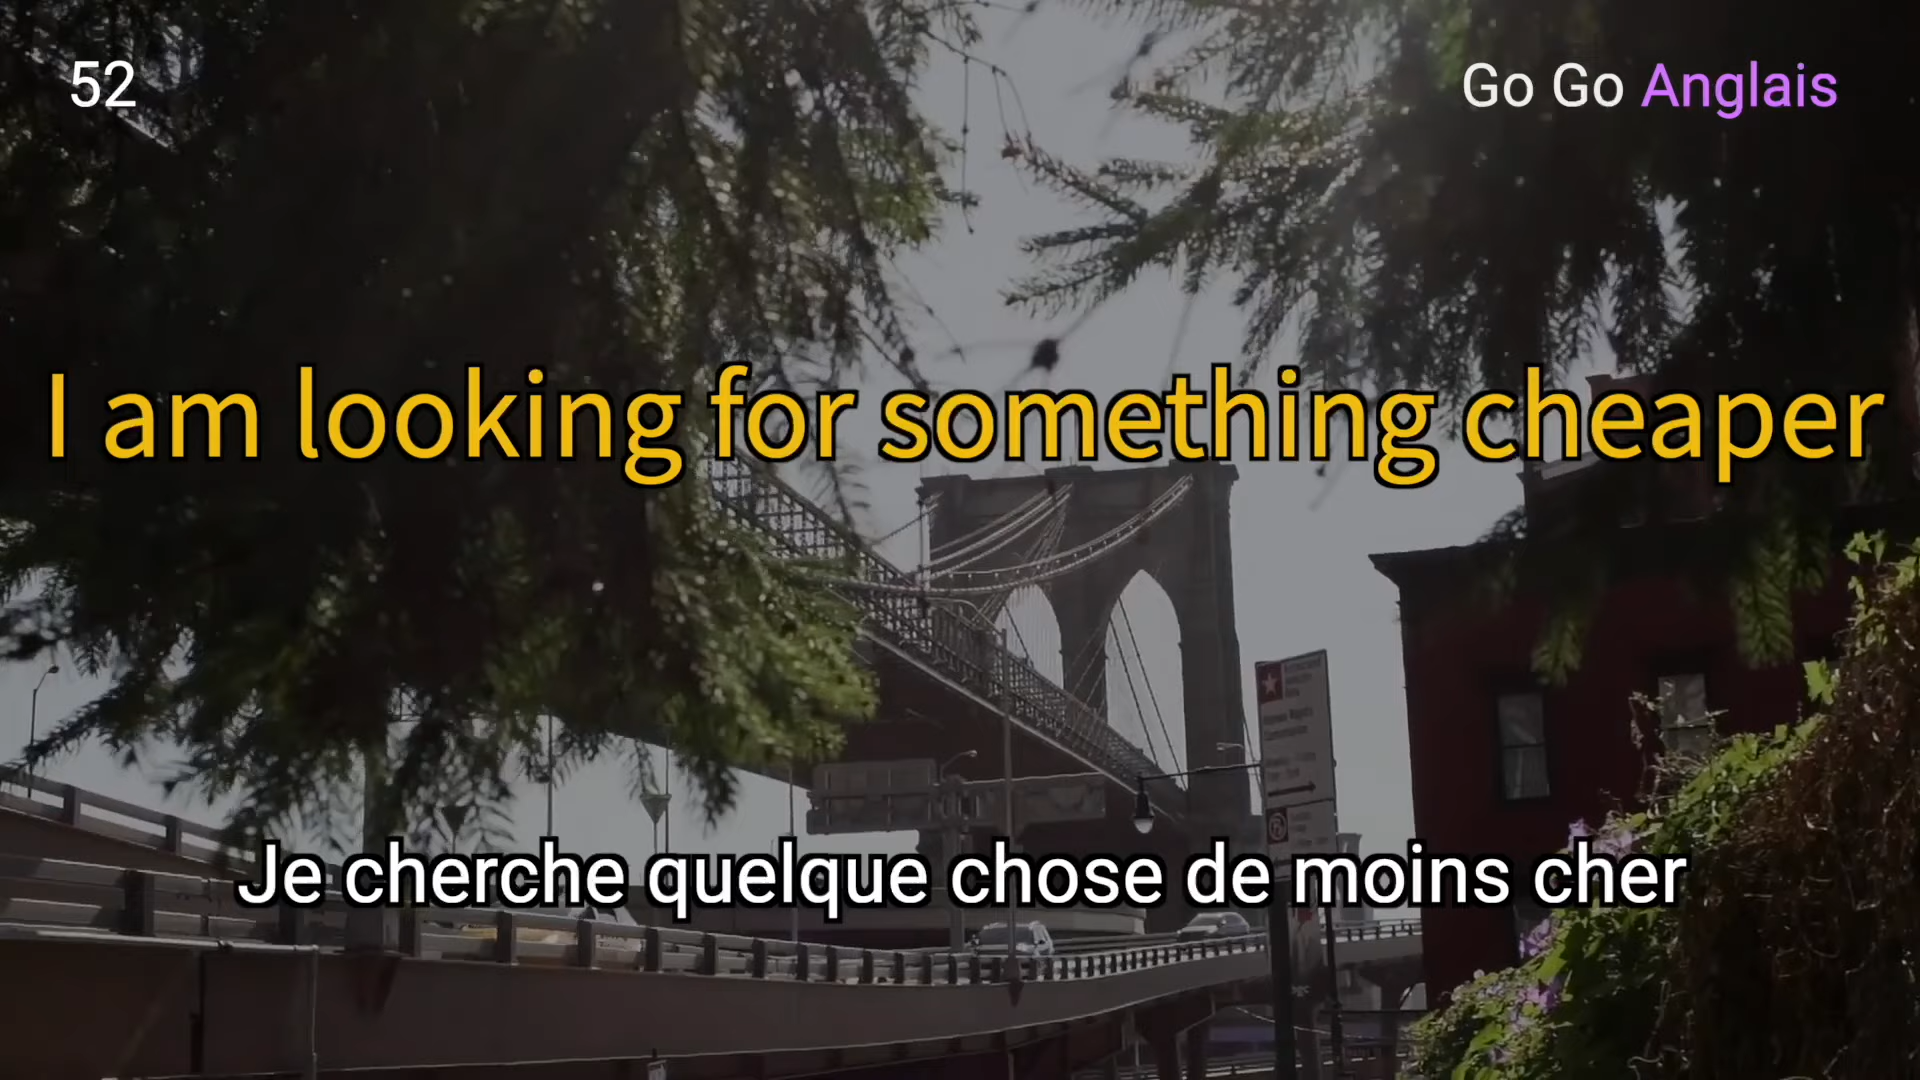 52
Go Go Anglais
I am looking for something cheaper
Je cherche quelque chose de moins cher